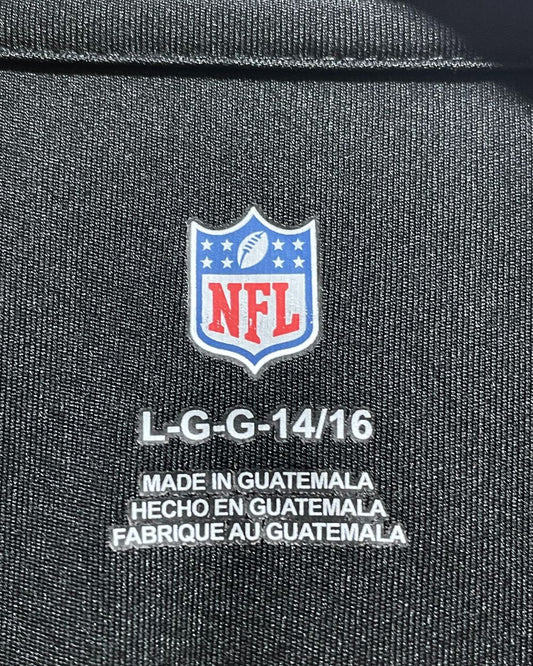 NFL
L-G-G-14/16
MADE IN GUATEMALA
HECHO EN GUATEMALA
FABRIQUE AU GUATEMALA